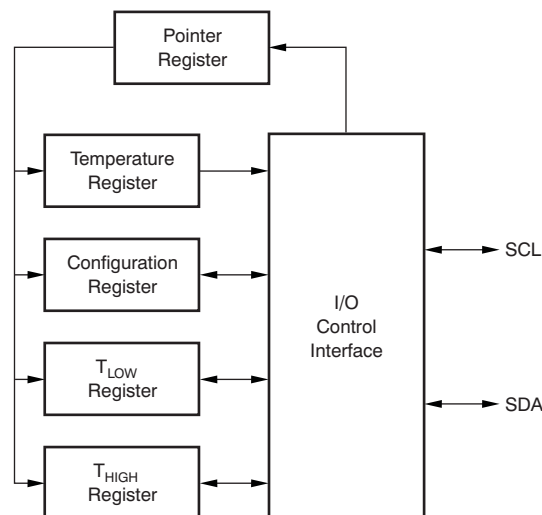 Pointer
Register
Temperature
Register
Configuration
Register
SCL
I/O
Control
Interface
TLOW
Register
SDA
THIGH
Register